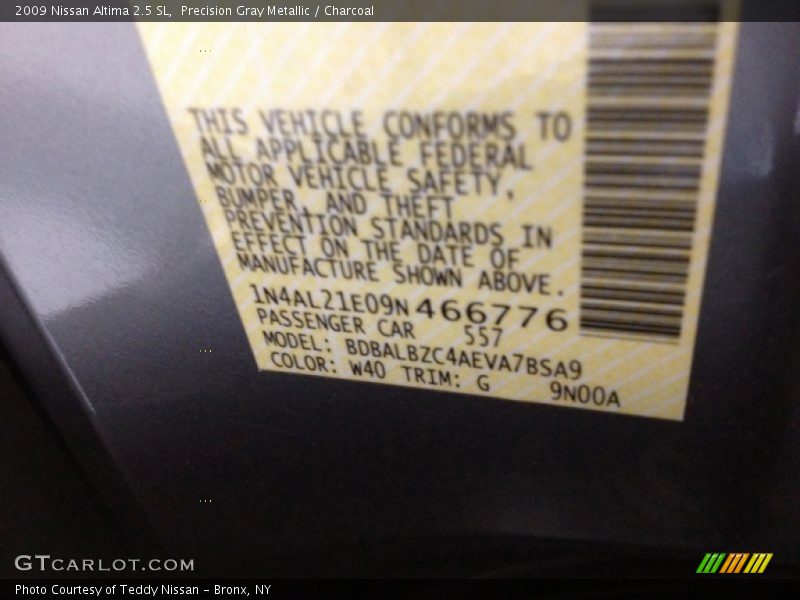 2009 Nissan Altima 2.5 SL, Precision Gray Metallic / Charcoal
THIS VEHICLE CONFORMS TO
ALL APPLICABLE FEDERAL
MOTOR VEHICLE SAFETY,
BUMPER, AND THEFT
PREVENTION STANDARDS IN
EFFECT ON THE DATE OF
MANUFACTURE SHOWN ABOVE.
1N4AL21E09N466776
PASSENGER CAR 557
MODEL: BDBALBZC4AEVA7BSA9
COLOR: W40 TRIM: G 9N00A
GTCARLOT.COM
Photo Courtesy of Teddy Nissan - Bronx, NY